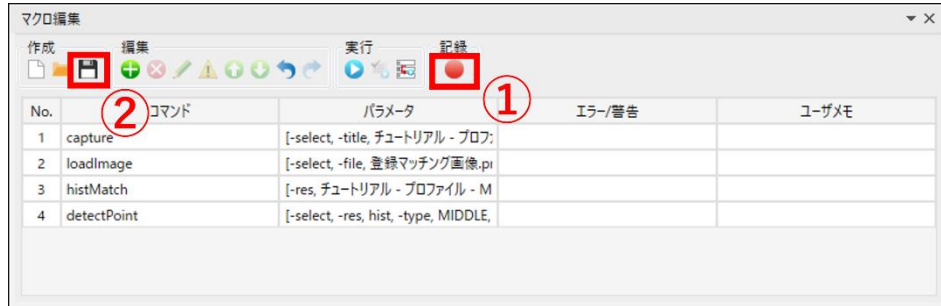 マクロ編集
作成 編集 実行 記録
① ②
No. コマンド パラメータ エラー/警告 ユーザメモ
1 capture [-select, -title, チュートリアル - プロファ
2 loadImage [-select, -file, 登録マッチング画像.pr
3 histMatch [-res, チュートリアル - プロファイル - M
4 detectPoint [-select, -res, hist, -type, MIDDLE,